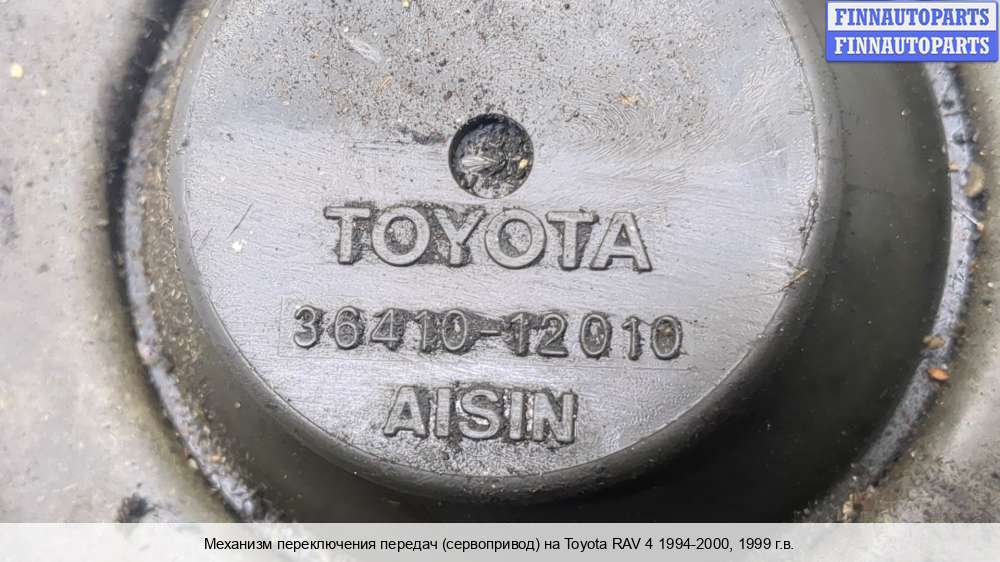 FINNAUTOPARTS
FINNAUTOPARTS
TOYOTA
36410-12010
AISIN
Механизм переключения передач (сервопривод) на Toyota RAV 4 1994-2000, 1999 г.в.